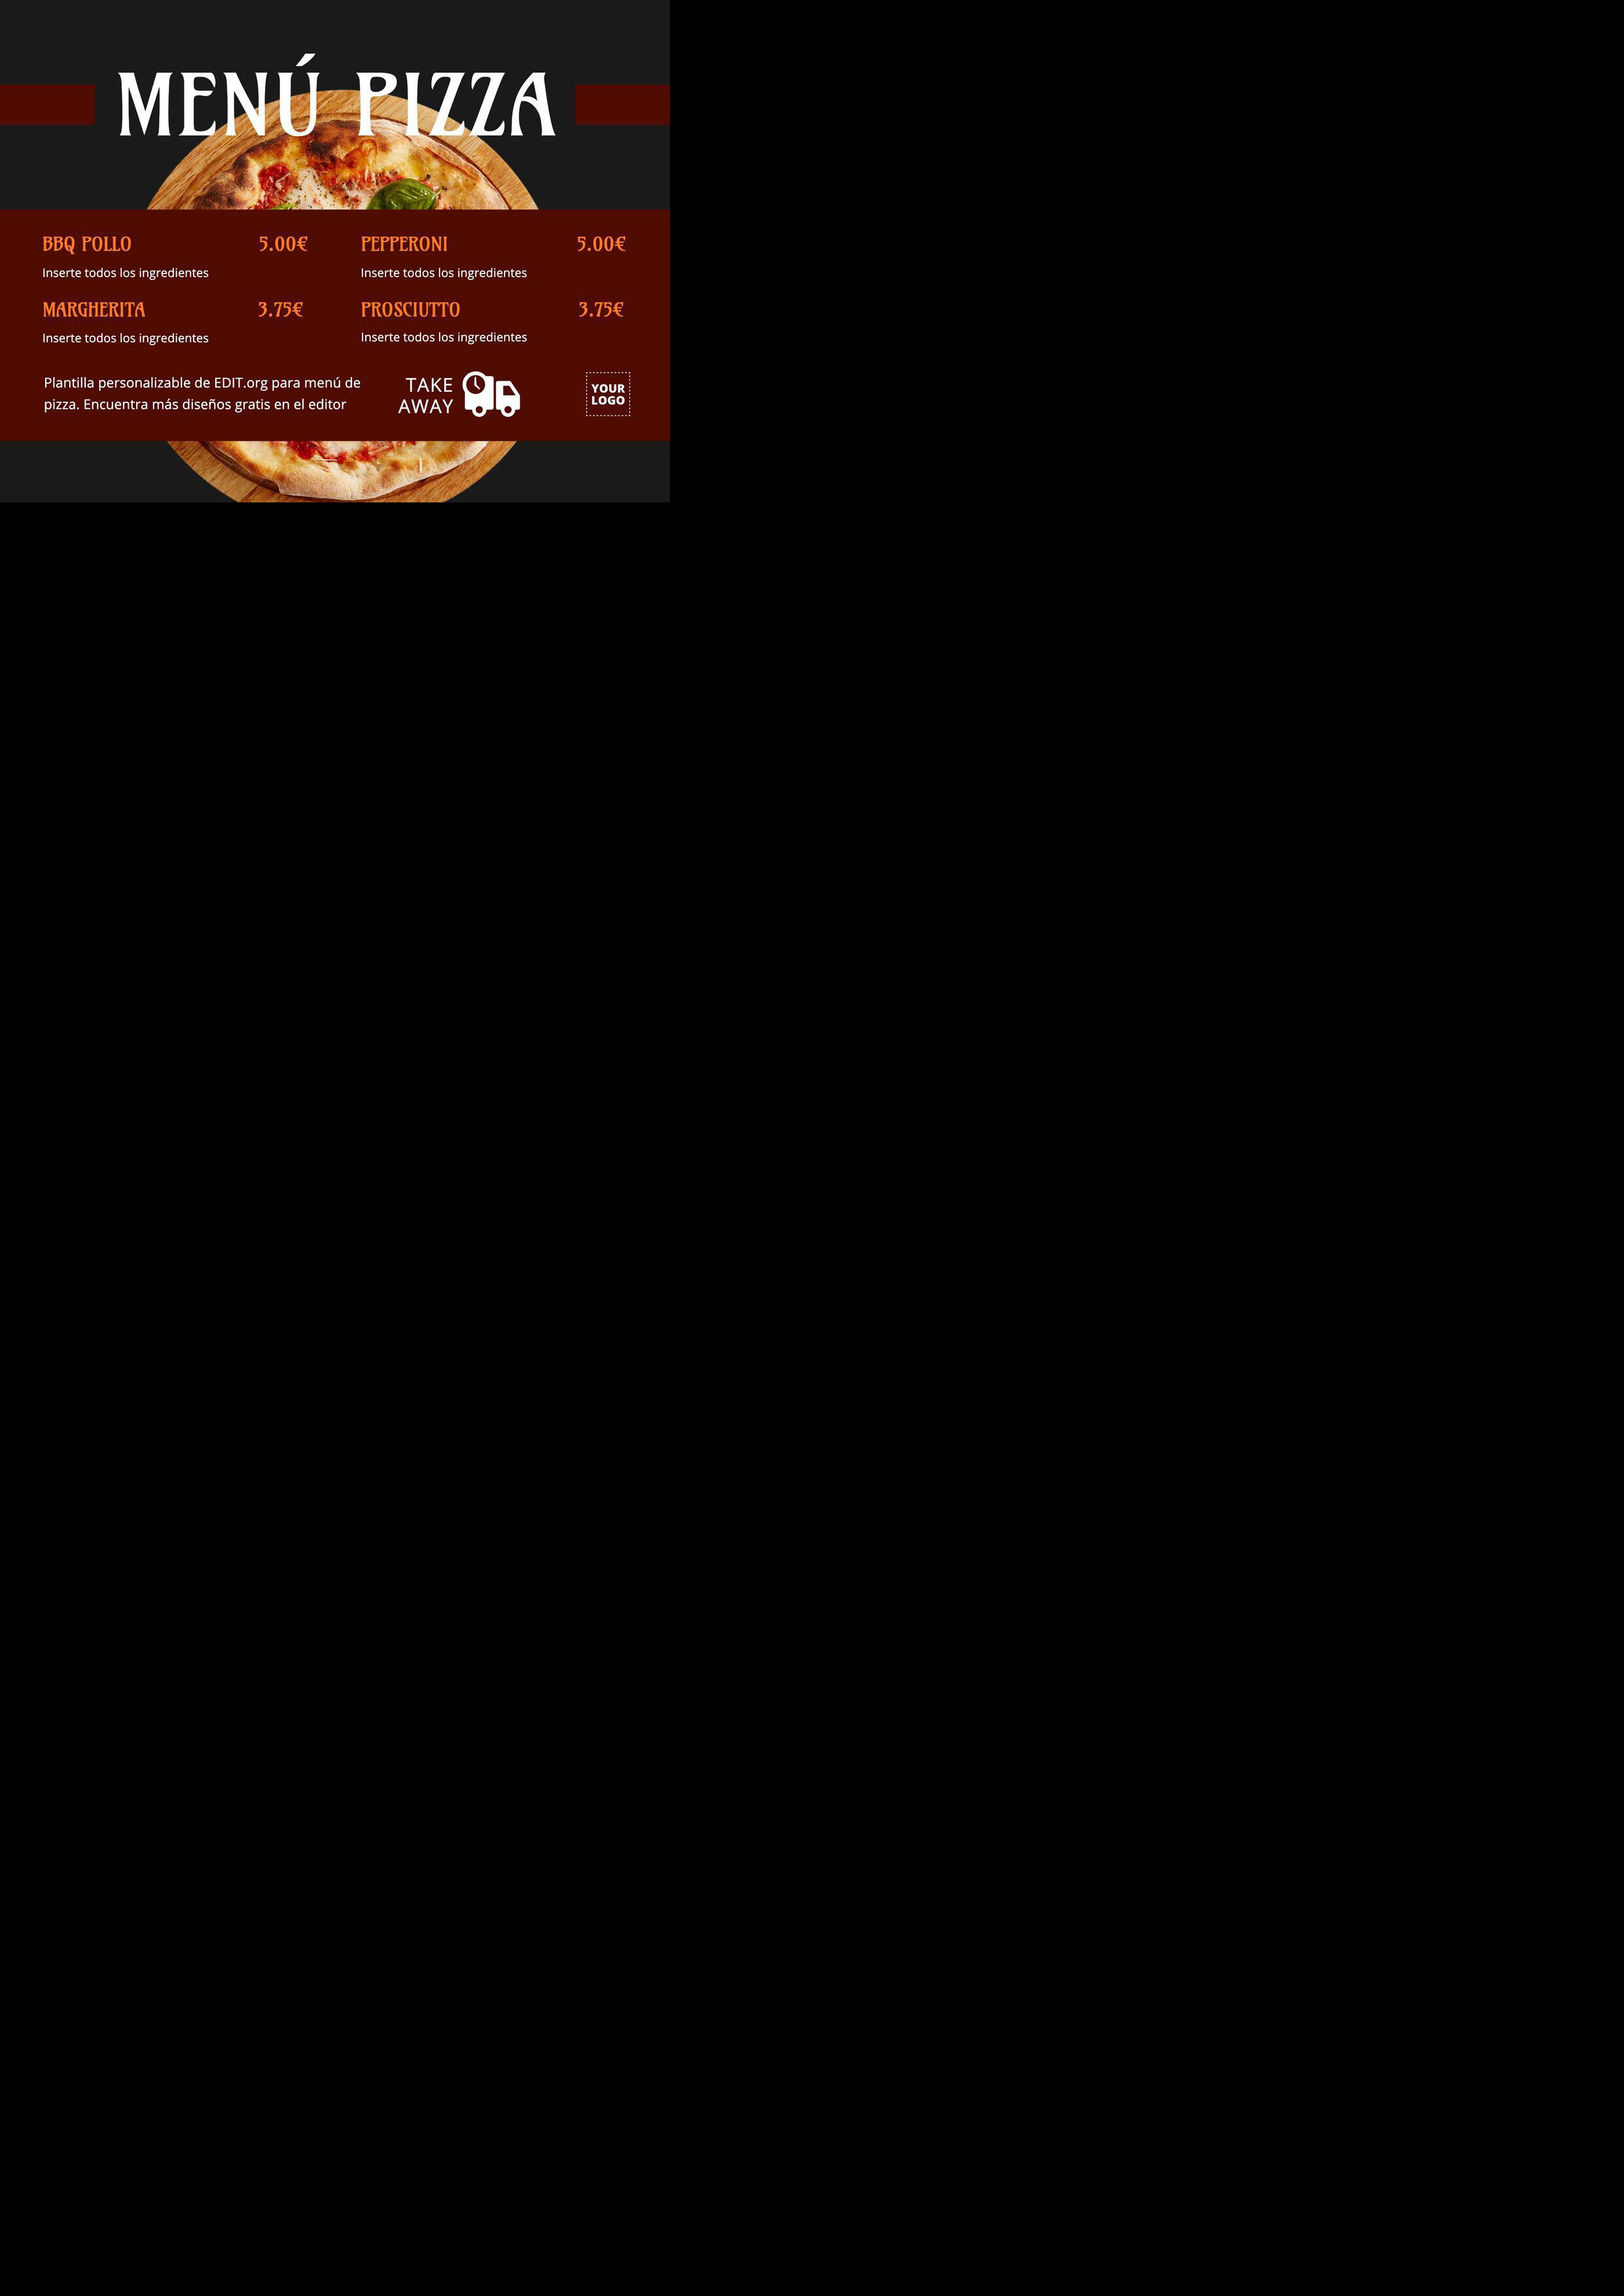 MENÚ PIZZA
BBQ POLLO 5.00€
Inserte todos los ingredientes
MARGHERITA 3.75€
Inserte todos los ingredientes
PEPPERONI 5.00€
Inserte todos los ingredientes
PROSCIUTTO 3.75€
Inserte todos los ingredientes
Plantilla personalizable de EDIT.org para menú de
pizza. Encuentra más diseños gratis en el editor
TAKE
AWAY
YOUR
LOGO